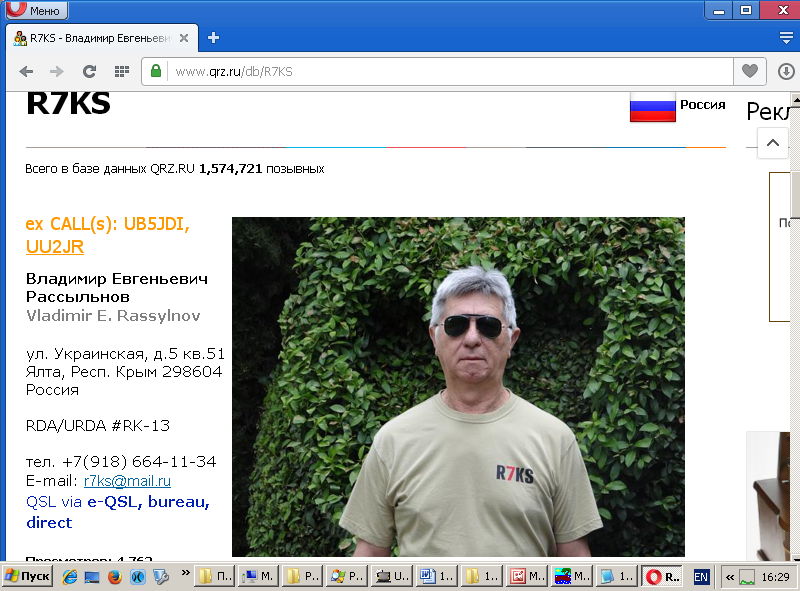 Меню
R7KS - Владимир Евгеньеви
www.qrz.ru/db/R7KS
R7KS
Россия
Рекл
Всего в базе данных QRZ.RU 1,574,721 позывных
ex CALL(s): UB5JDI,
UU2JR
Владимир Евгеньевич
Рассыльнов
Vladimir E. Rassylnov
ул. Украинская, д.5 кв.51
Ялта, Респ. Крым 298604
Россия
RDA/URDA #RK-13
тел. +7(918) 664-11-34
E-mail: r7ks@mail.ru
QSL via e-QSL, bureau,
direct
R7KS
По
Просмотров: 4,762
Пуск
»
П...
М...
Р...
Р...
U...
1...
1...
М...
М...
1...
R...
EN
«
16:29